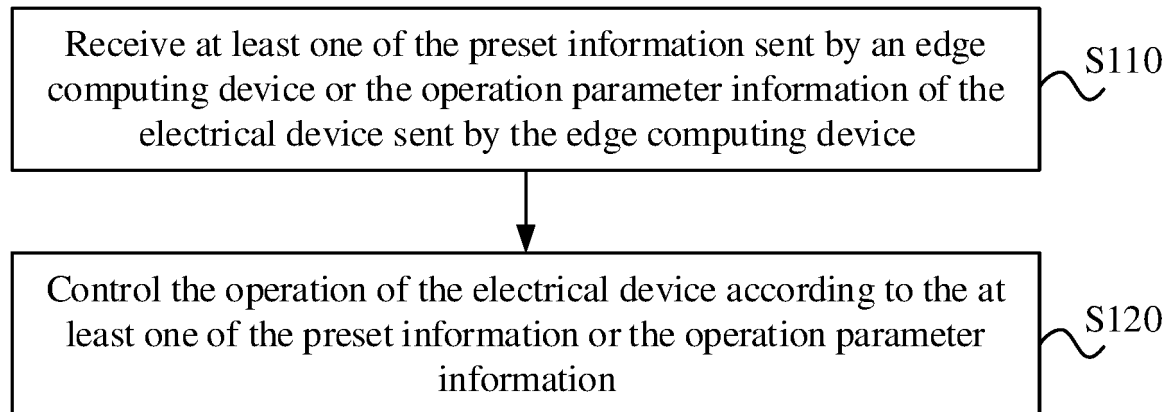 Receive at least one of the preset information sent by an edge
computing device or the operation parameter information of the
electrical device sent by the edge computing device
S110
Control the operation of the electrical device according to the at
least one of the preset information or the operation parameter
information
S120